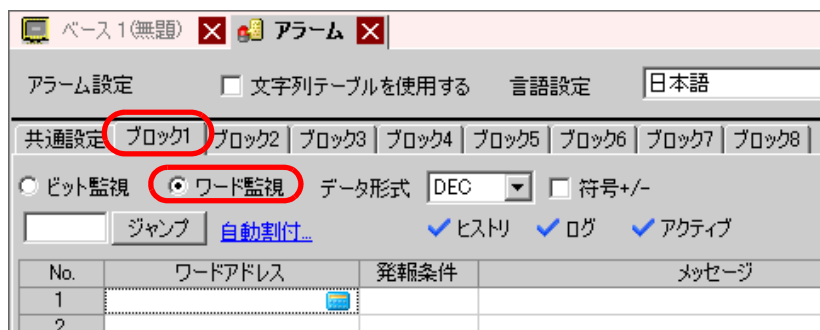 ベース 1(無題) アラーム
アラーム設定 文字列テーブルを使用する 言語設定 日本語
共通設定 ブロック1 ブロック2 ブロック3 ブロック4 ブロック5 ブロック6 ブロック7 ブロック8
ビット監視 ワード監視 データ形式 DEC 符号+/-
ジャンプ 自動割付... ヒストリ ログ アクティブ
No. ワードアドレス 発報条件 メッセージ
1
2